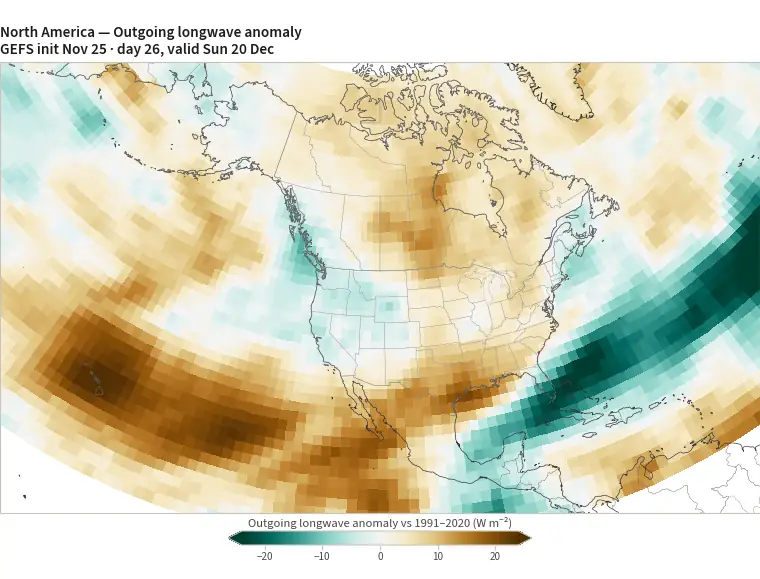 North America — Outgoing longwave anomaly
GEFS init Nov 25 · day 26, valid Sun 20 Dec
Outgoing longwave anomaly vs 1991–2020 (W m⁻²)
−20 −10 0 10 20